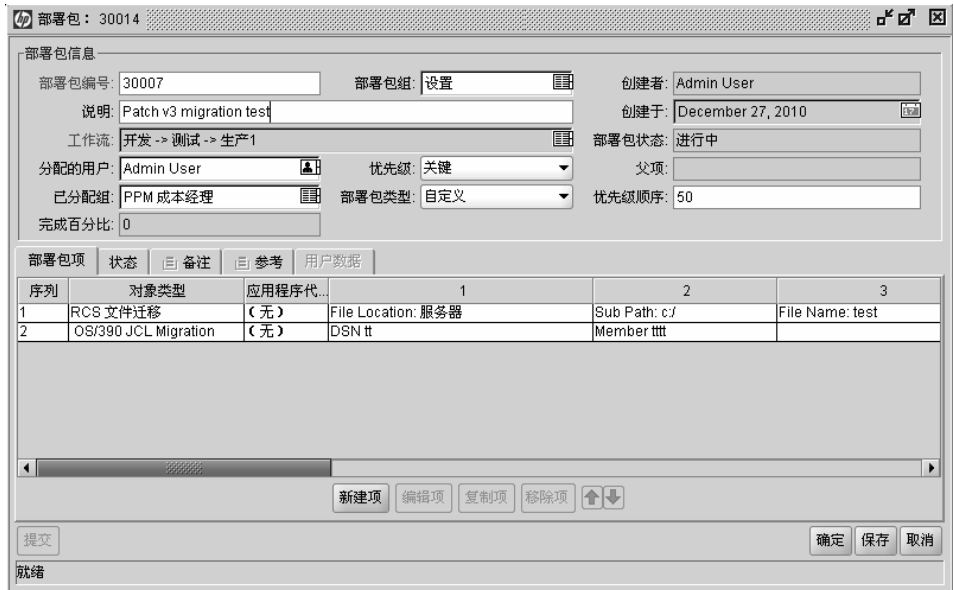 hp 部署包： 30014
部署包信息
部署包编号: 30007 部署包组: 设置 创建者: Admin User
说明: Patch v3 migration test 创建于: December 27, 2010
工作流: 开发 -> 测试 -> 生产1 部署包状态: 进行中
分配的用户: Admin User 优先级: 关键 父项:
已分配组: PPM 成本经理 部署包类型: 自定义 优先级顺序: 50
完成百分比: 0
部署包项 状态 备注 参考 用户数据
序列 对象类型 应用程序代... 1 2 3
1 RCS 文件迁移 (无) File Location: 服务器 Sub Path: c:/ File Name: test
2 OS/390 JCL Migration (无) DSN tt Member tttt
新建项 编辑项 复制项 移除项
提交 确定 保存 取消
就绪